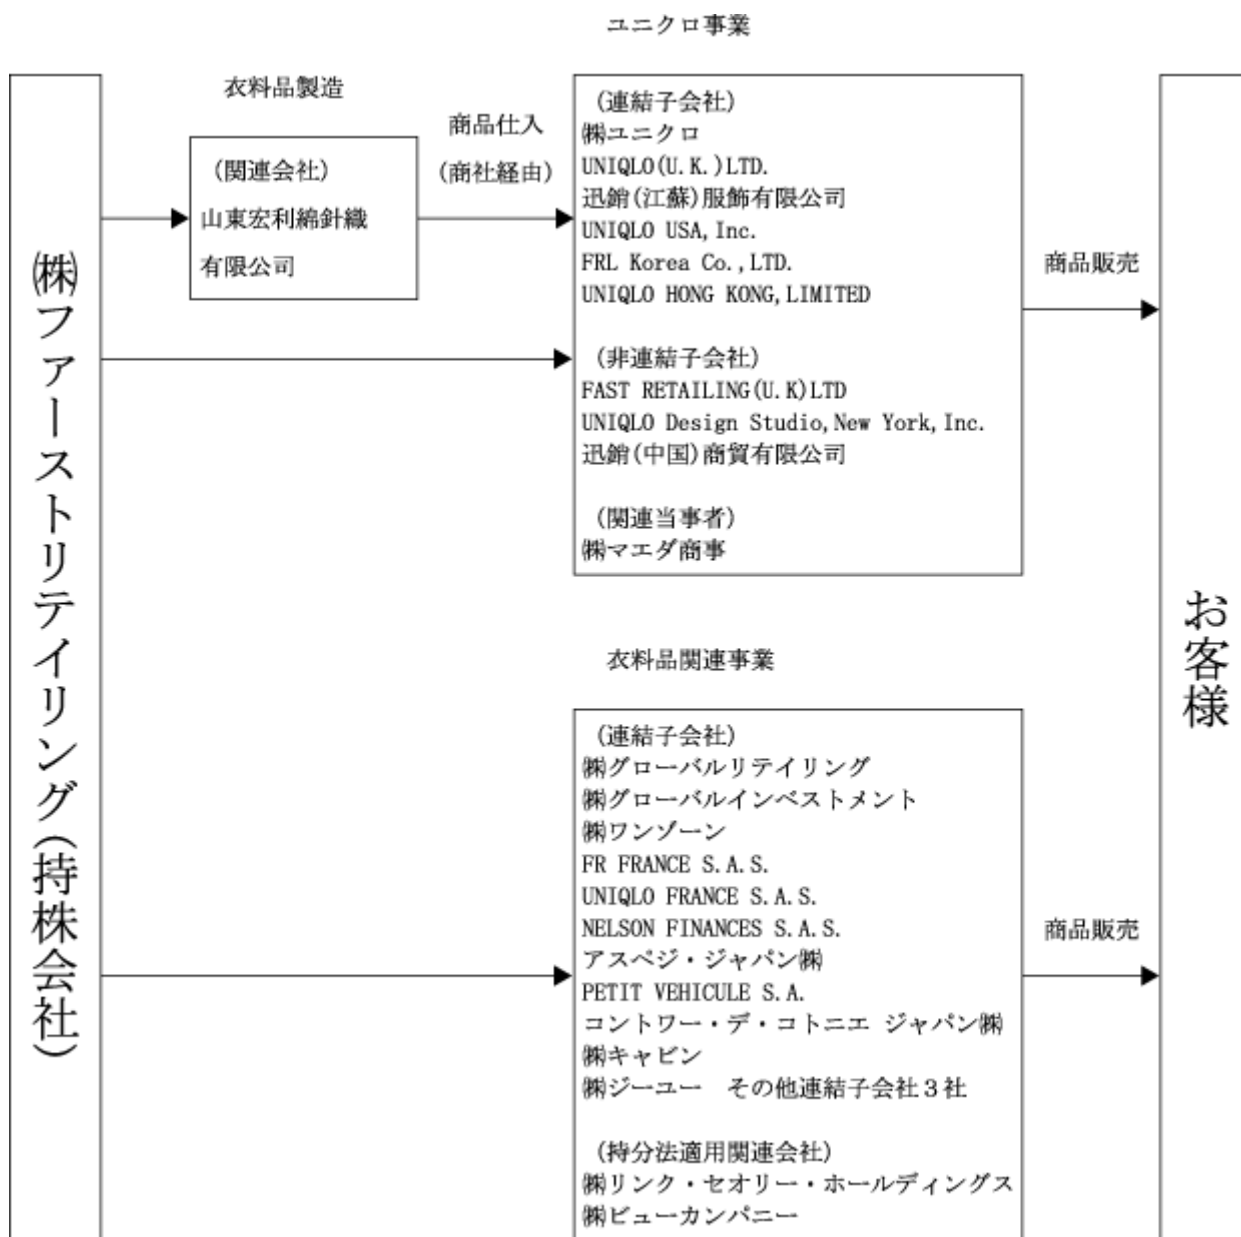 ユニクロ事業
㈱ファーストリテイリング(持株会社)
衣料品製造
(関連会社)
山東宏利綿針織
有限公司
商品仕入
(商社経由)
(連結子会社)
㈱ユニクロ
UNIQLO(U.K.)LTD.
迅銷(江蘇)服飾有限公司
UNIQLO USA,Inc.
FRL Korea Co.,LTD.
UNIQLO HONG KONG,LIMITED
(非連結子会社)
FAST RETAILING(U.K)LTD
UNIQLO Design Studio,New York,Inc.
迅銷(中国)商貿有限公司
(関連当事者)
㈱マエダ商事
商品販売
お客様
衣料品関連事業
(連結子会社)
㈱グローバルリテイリング
㈱グローバルインベストメント
㈱ワンゾーン
FR FRANCE S.A.S.
UNIQLO FRANCE S.A.S.
NELSON FINANCES S.A.S.
アスペジ・ジャパン㈱
PETIT VEHICULE S.A.
コントワー・デ・コトニエ ジャパン㈱
㈱キャビン
㈱ジーユー　その他連結子会社3社
(持分法適用関連会社)
㈱リンク・セオリー・ホールディングス
㈱ビューカンパニー
商品販売